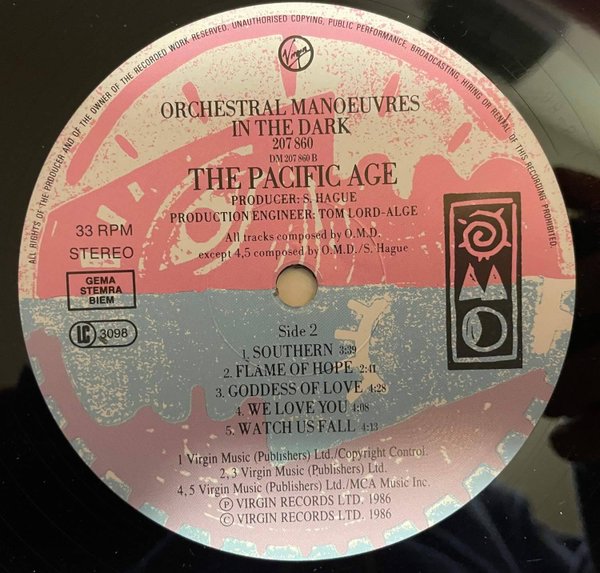 ALL RIGHTS OF THE PRODUCER AND OF THE OWNER OF THE RECORDED WORK RESERVED. UNAUTHORISED COPYING, PUBLIC PERFORMANCE, BROADCASTING, HIRING OR RENTAL OF THIS RECORDING PROHIBITED.
Virgin
ORCHESTRAL MANOEUVRES
IN THE DARK
207 860
DM 207 860 B
THE PACIFIC AGE
PRODUCER: S. HAGUE
PRODUCTION ENGINEER: TOM LORD-ALGE
33 RPM
STEREO
All tracks composed by O.M.D.
except 4,5 composed by O.M.D./S. Hague
GEMA
STEMRA
BIEM
LC 3098
Side 2
1. SOUTHERN 3:39
2. FLAME OF HOPE 2:41
3. GODDESS OF LOVE 4:28
4. WE LOVE YOU 4:08
5. WATCH US FALL 4:13
1 Virgin Music (Publishers) Ltd./Copyright Control.
2, 3 Virgin Music (Publishers) Ltd.
4, 5 Virgin Music (Publishers) Ltd./MCA Music Inc.
Ⓟ VIRGIN RECORDS LTD. 1986
© VIRGIN RECORDS LTD. 1986